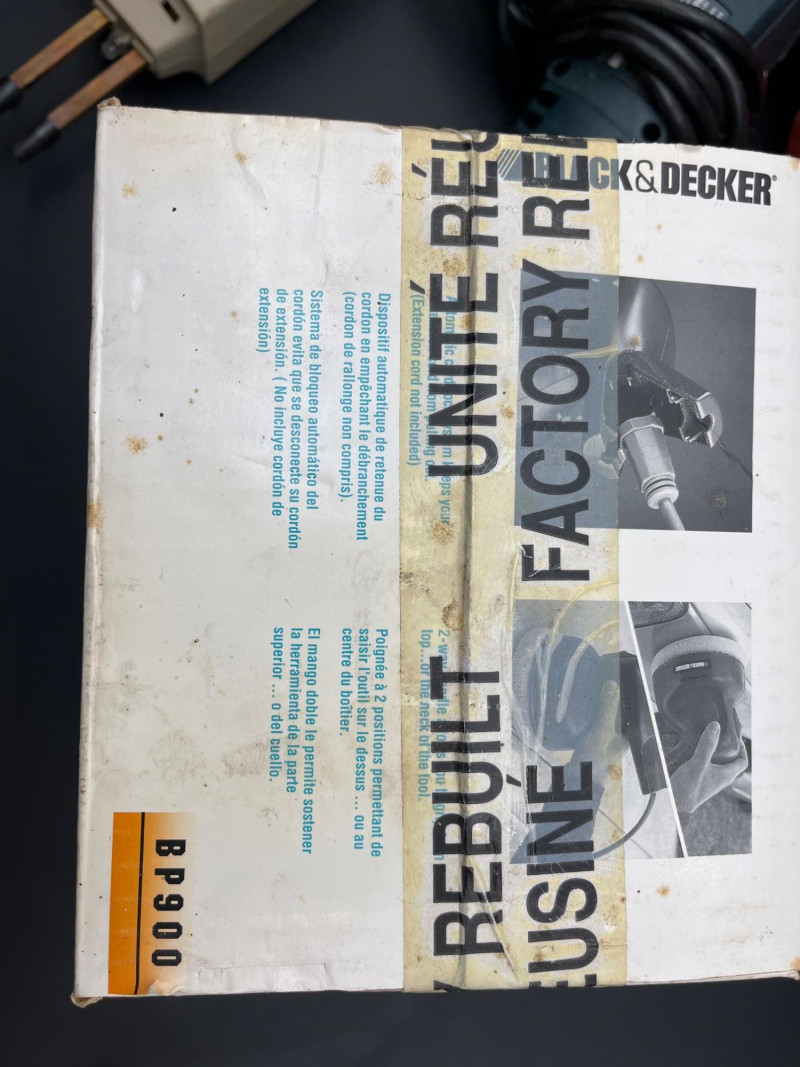 BLACK&DECKER®
(Extension cord not included)
Dispositif automatique de retenue du
cordon en empêchant le débranchement
(cordon de rallonge non compris).
Sistema de bloqueo automático del
cordón evita que se desconecte su cordón
de extensión. ( No incluye cordón de
extensión)
top...or the neck of the tool.
Poignée à 2 positions permettant de
saisir l'outil sur le dessus ... ou au
centre du boîtier.
El mango doble le permite sostener
la herramienta de la parte
superior ... o del cuello.
BP900
REBUILT UNITÉ
EUSINÉ FACTORY